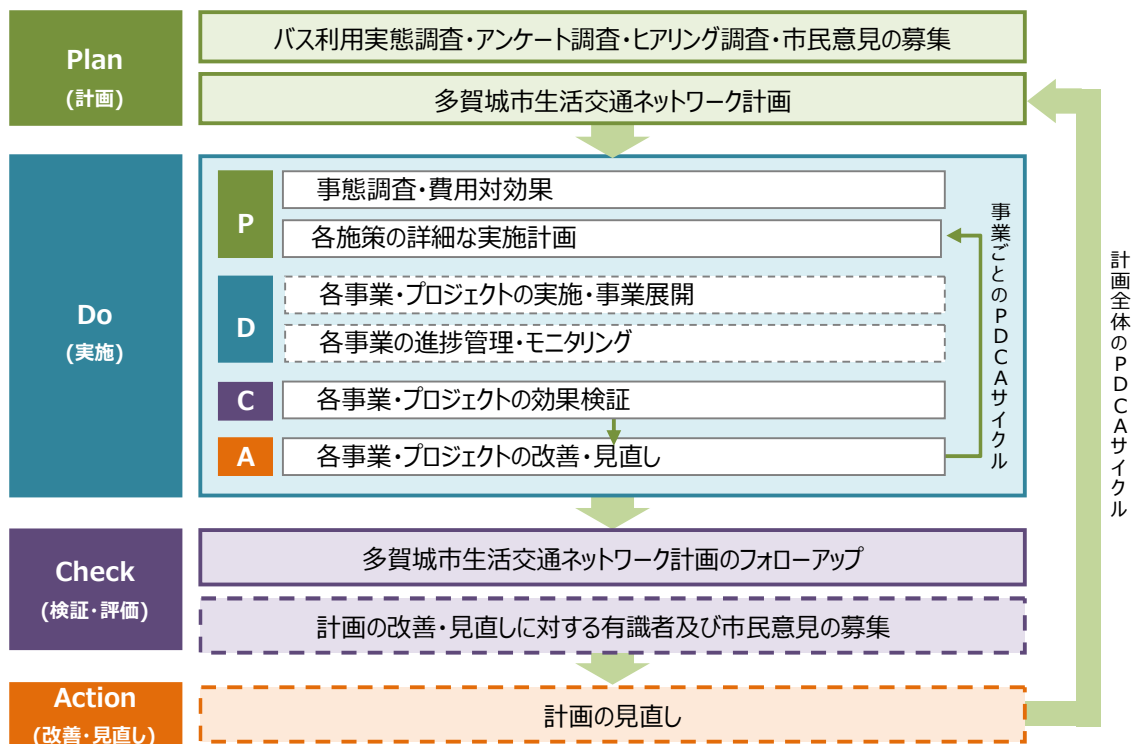 Plan
(計画)
バス利用実態調査・アンケート調査・ヒアリング調査・市民意見の募集
多賀城市生活交通ネットワーク計画
Do
(実施)
P
事態調査・費用対効果
各施策の詳細な実施計画
D
各事業・プロジェクトの実施・事業展開
各事業の進捗管理・モニタリング
C
各事業・プロジェクトの効果検証
A
各事業・プロジェクトの改善・見直し
事業ごとのPDCAサイクル
計画全体のPDCAサイクル
Check
(検証・評価)
多賀城市生活交通ネットワーク計画のフォローアップ
計画の改善・見直しに対する有識者及び市民意見の募集
Action
(改善・見直し)
計画の見直し